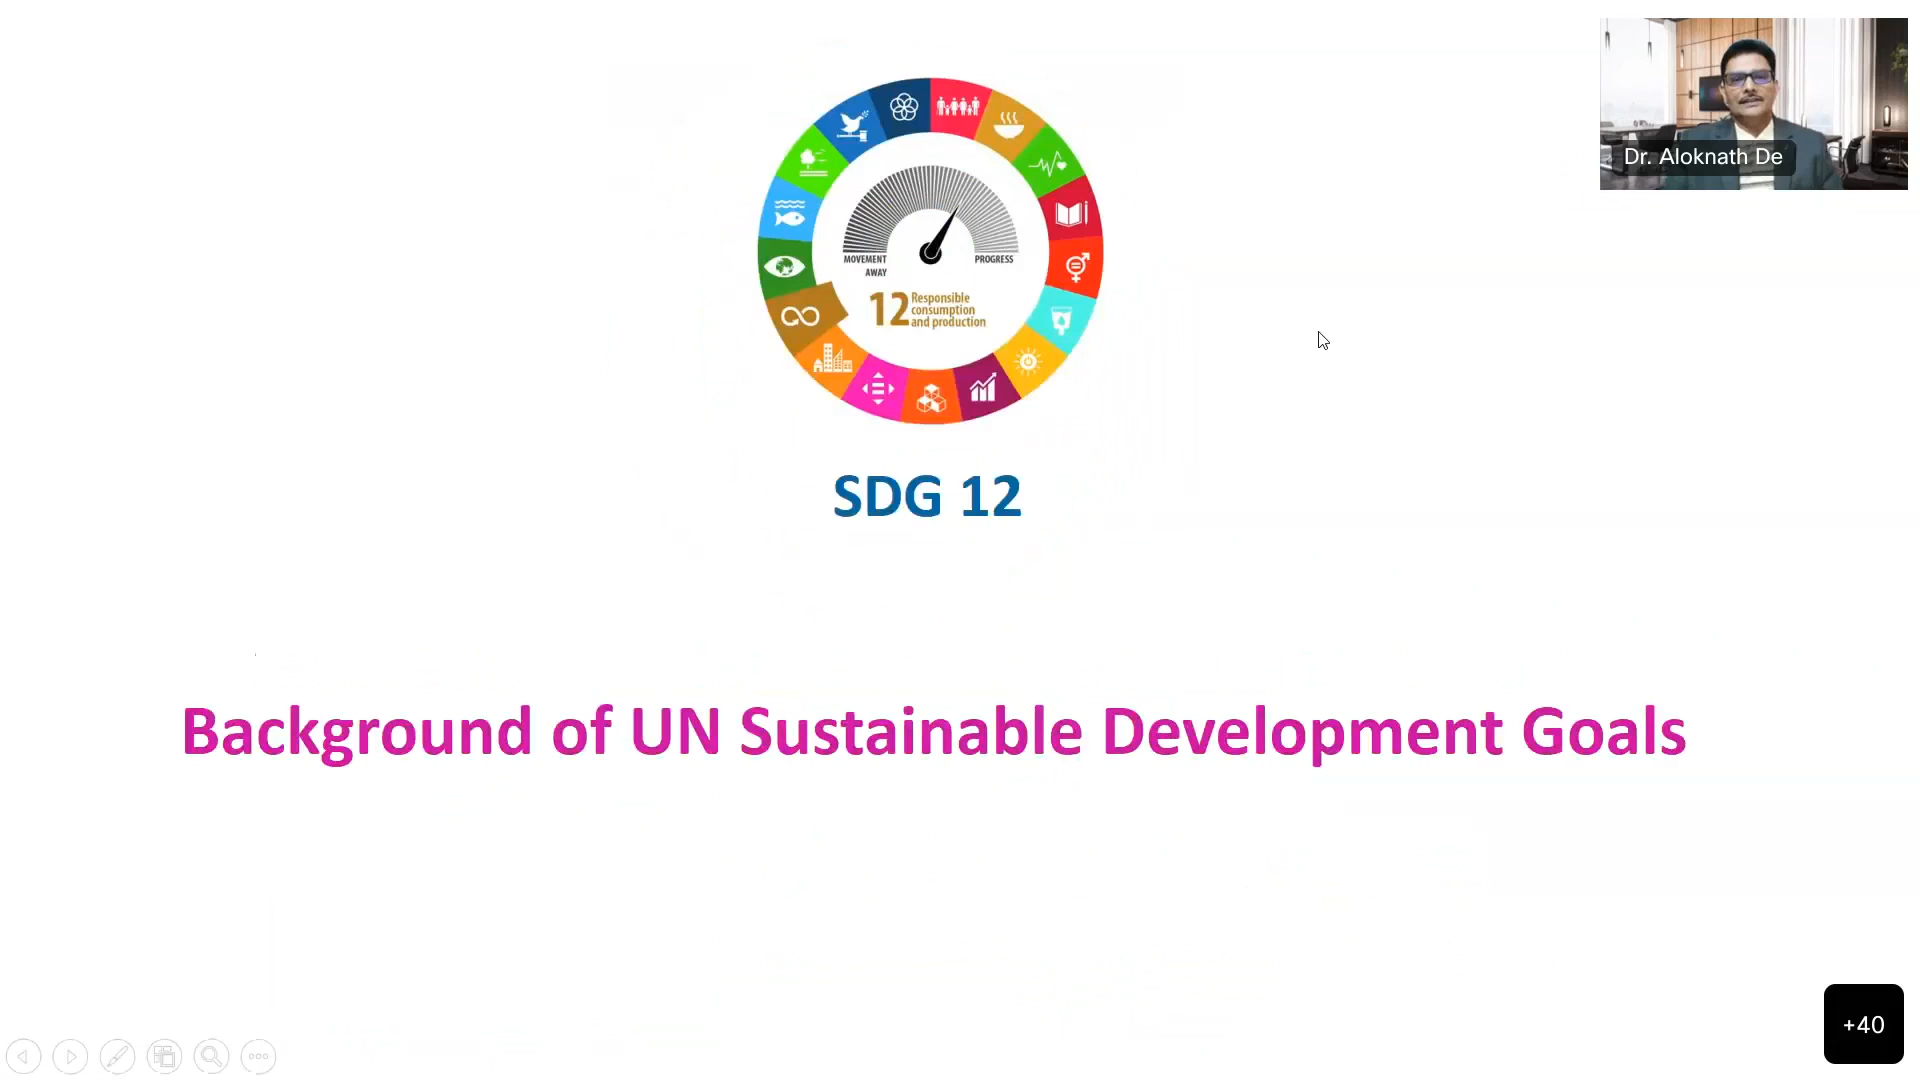 Dr. Aloknath De
MOVEMENT
AWAY
PROGRESS
12 Responsible
consumption
and production
SDG 12
Background of UN Sustainable Development Goals
+40